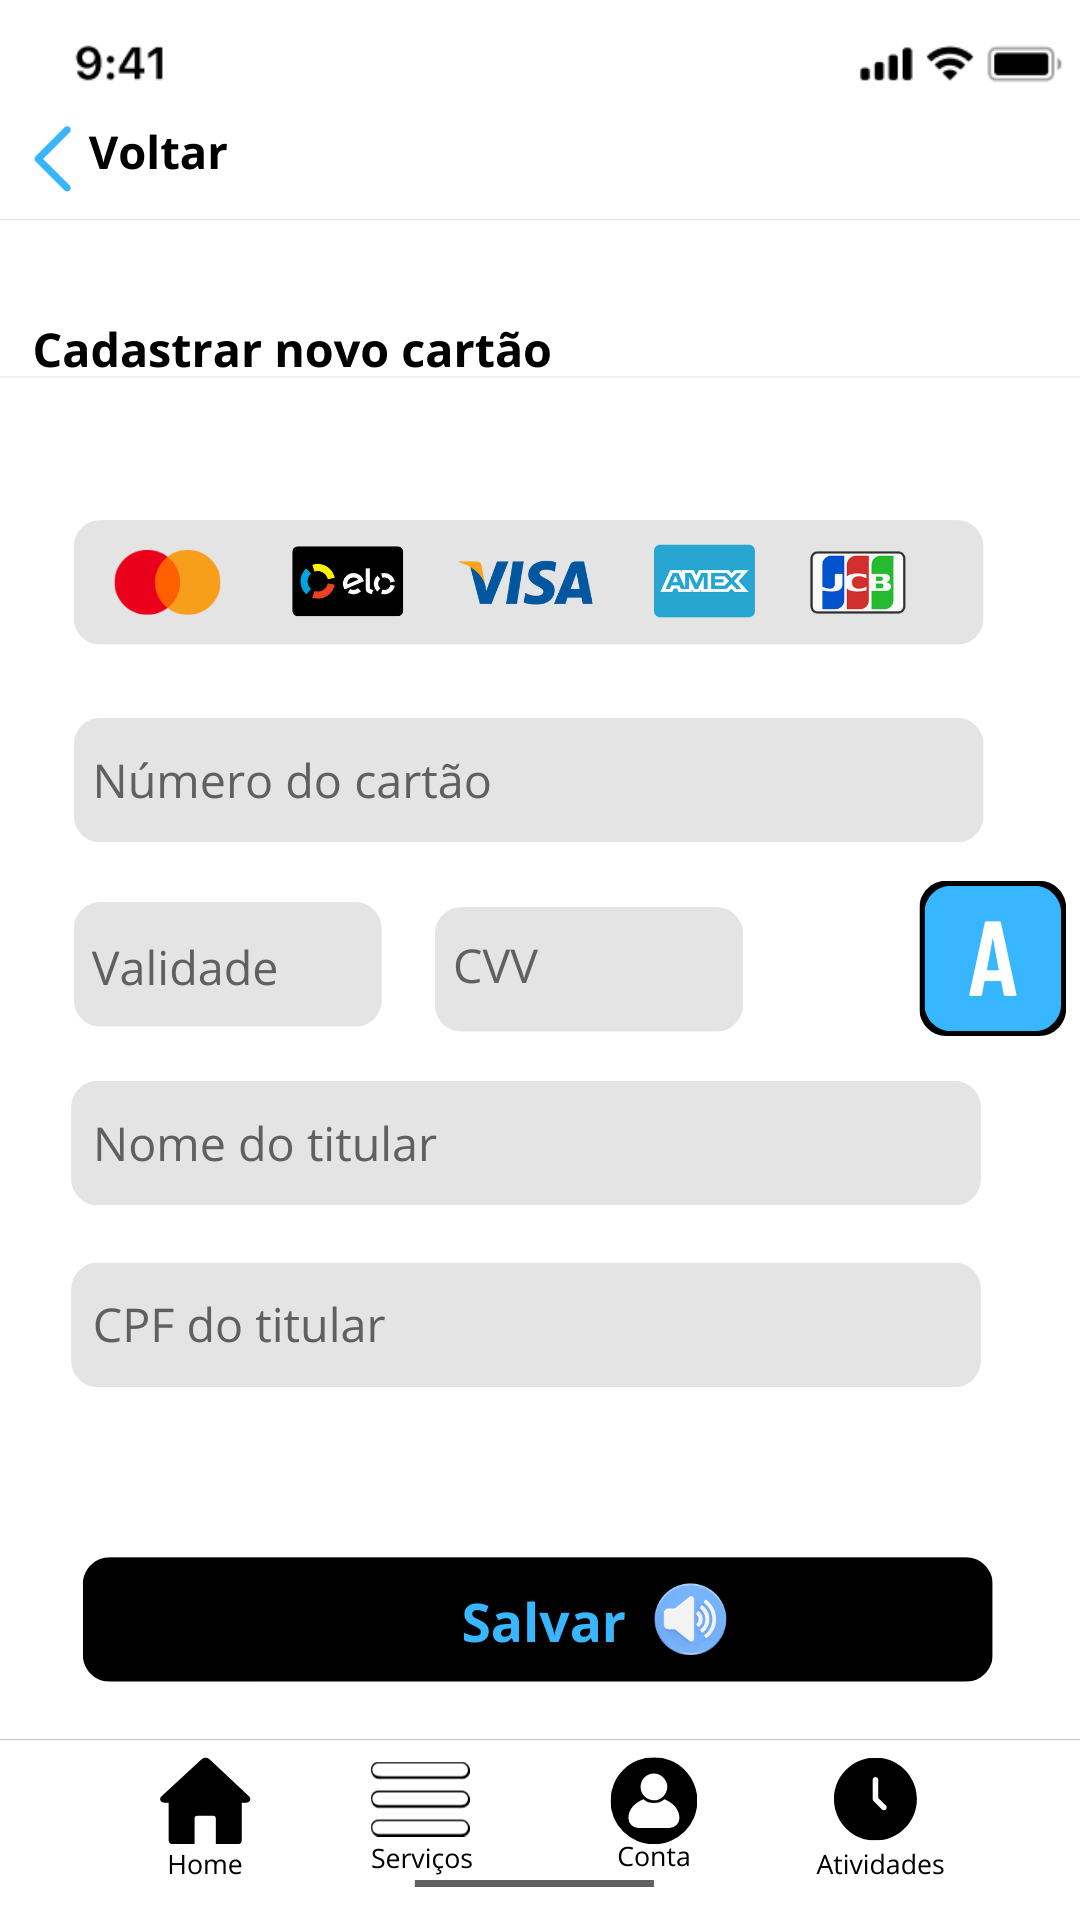 9:41
Voltar
Cadastrar novo cartão
elo VISA AMEX JCB
Número do cartão
Validade CVV
A
Nome do titular
CPF do titular
Salvar
Home Serviços Conta Atividades